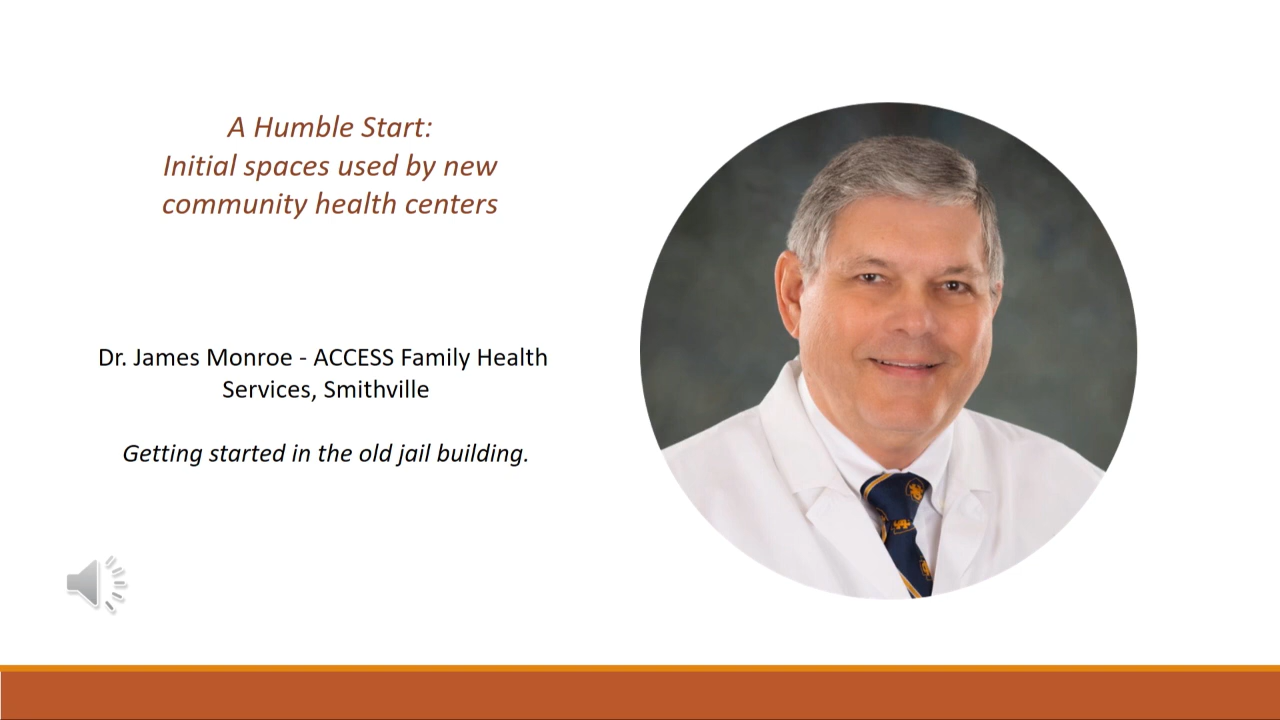 A Humble Start:
Initial spaces used by new
community health centers
Dr. James Monroe - ACCESS Family Health
Services, Smithville
Getting started in the old jail building.